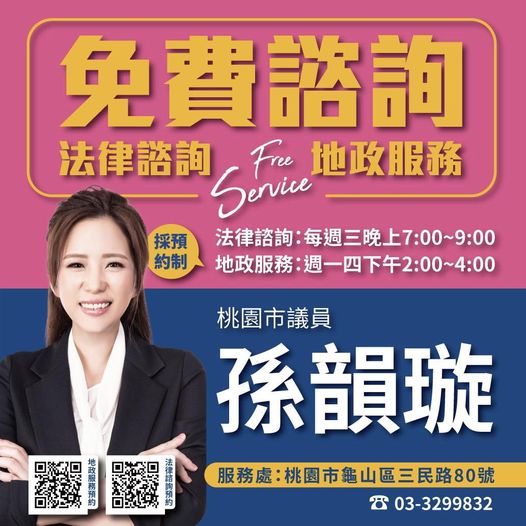 免費諮詢
法律諮詢 Free Service 地政服務
採預約制
法律諮詢：每週三晚上7:00~9:00
地政服務：週一四下午2:00~4:00
桃園市議員
孫韻璇
地政服務預約
法律諮詢預約
服務處：桃園市龜山區三民路80號
☎ 03-3299832